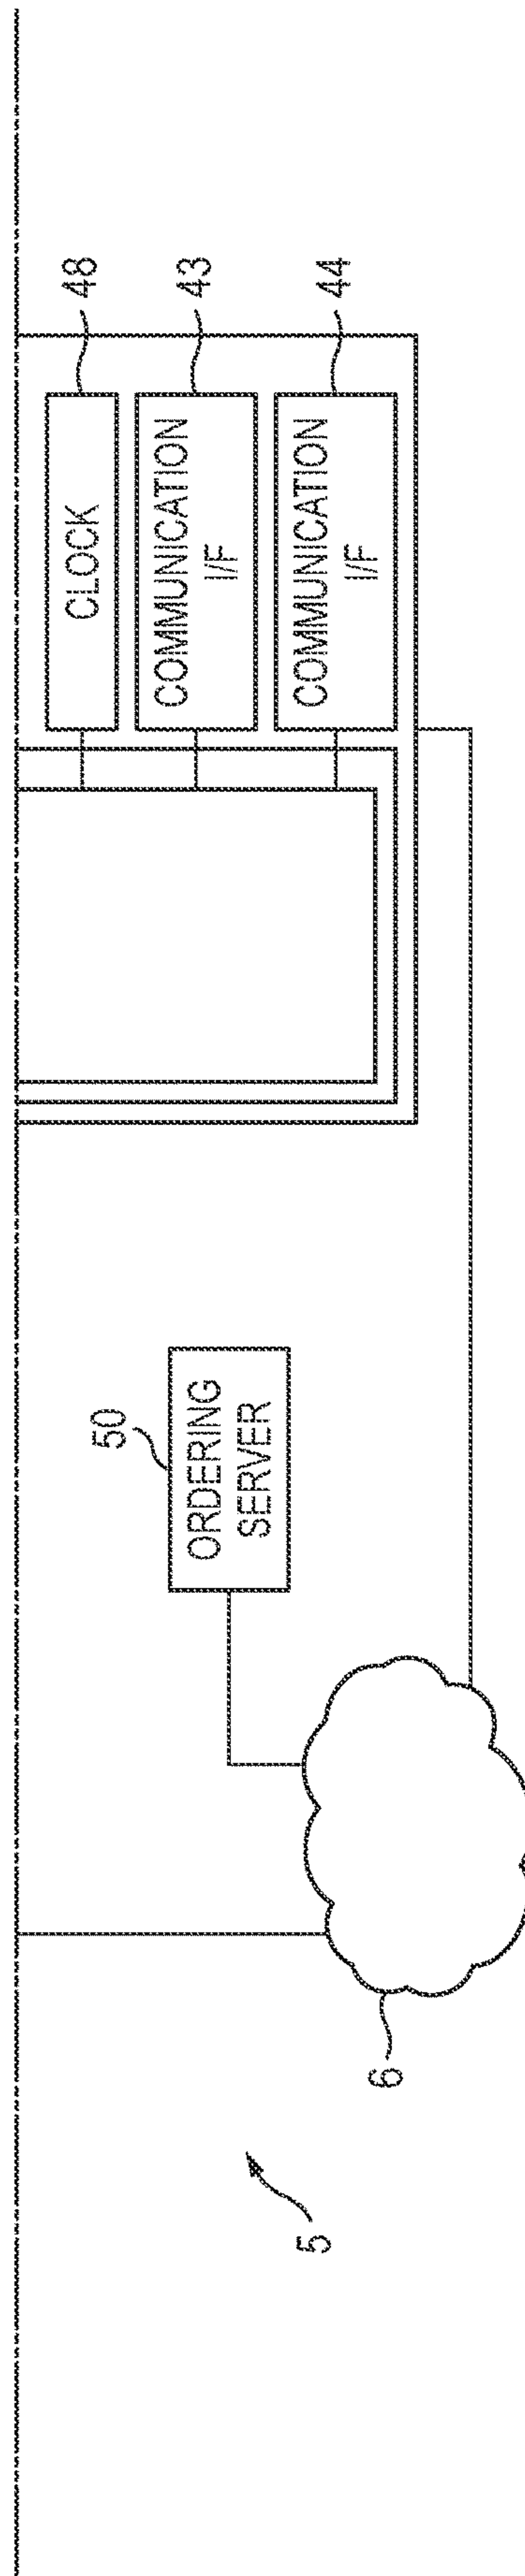 CLOCK
48
COMMUNICATION
I/F
43
COMMUNICATION
I/F
44
50
ORDERING
SERVER
6
5